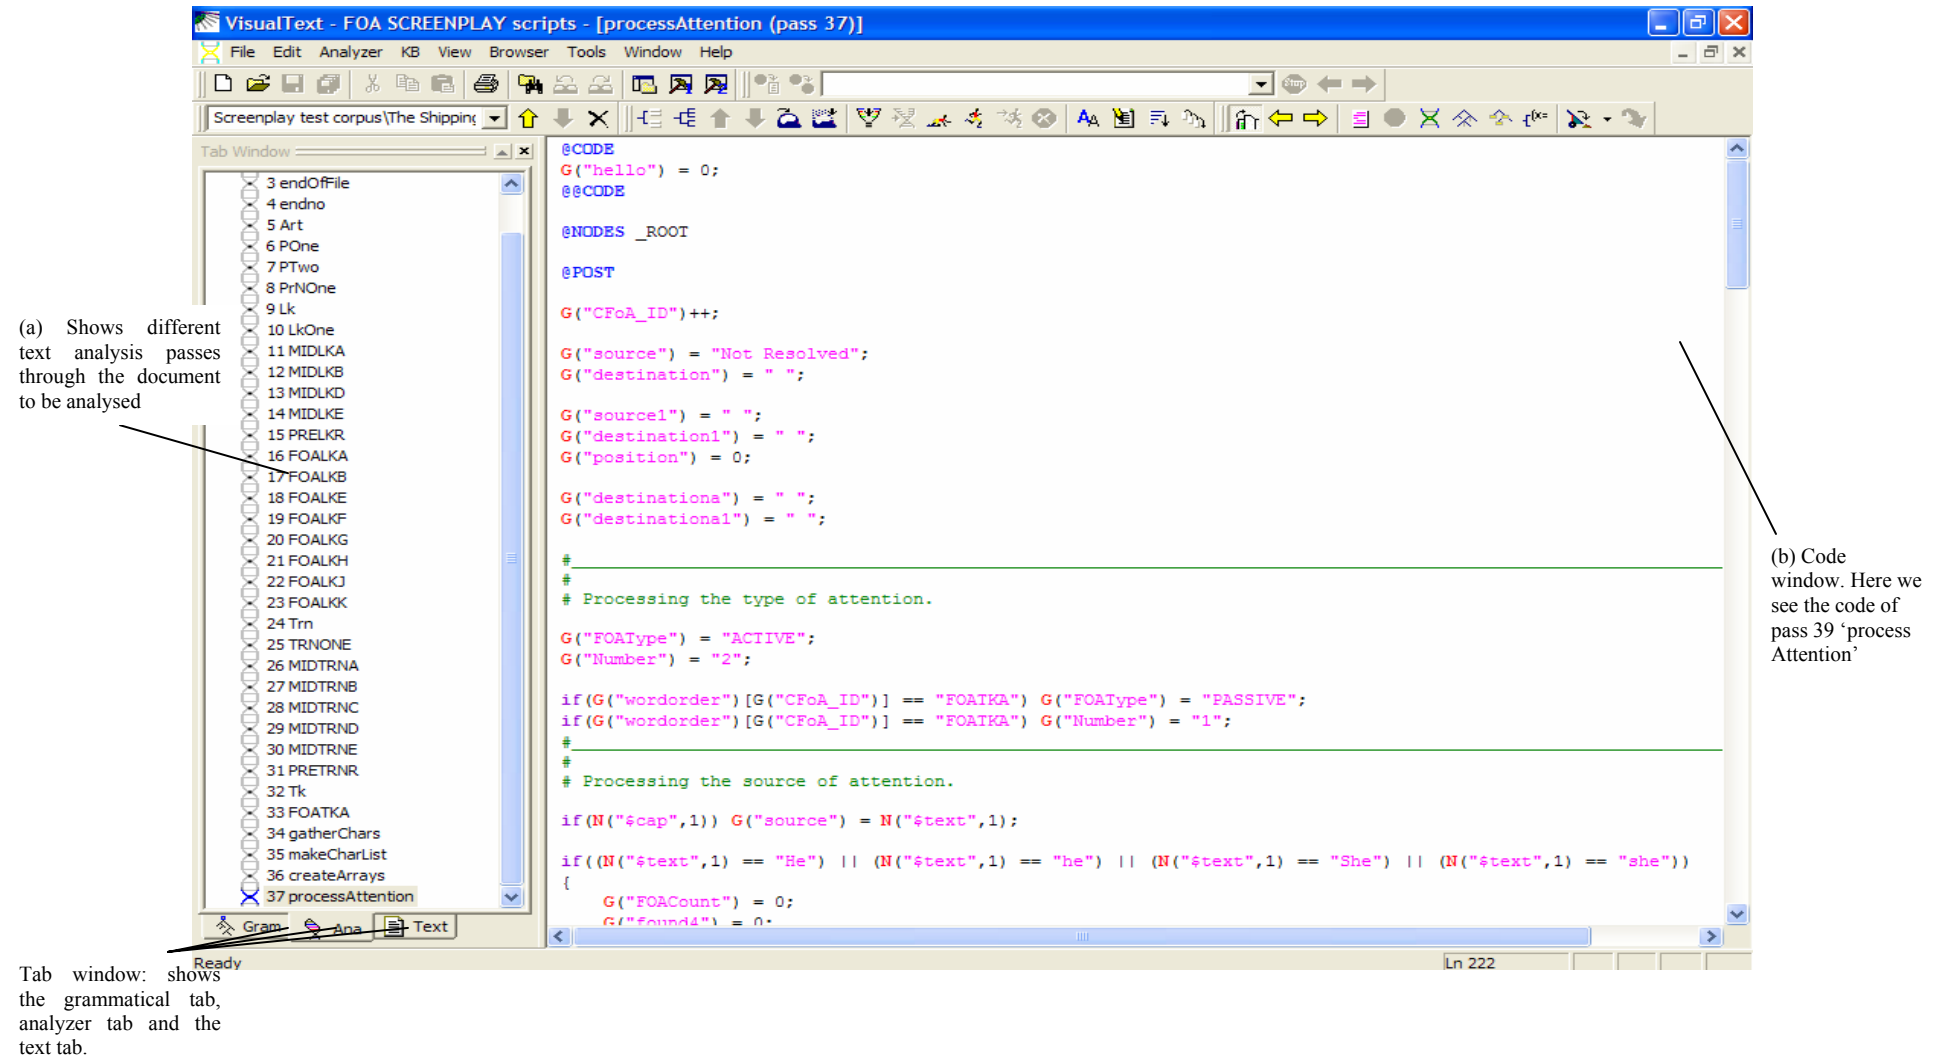 VisualText - FOA SCREENPLAY scripts - [processAttention (pass 37)]
File Edit Analyzer KB View Browser Tools Window Help
Screenplay test corpus\The Shipping
Tab Window
3 endOfFile
4 endno
5 Art
6 POne
7 PTwo
8 PrNOne
9 Lk
10 LkOne
11 MIDLKA
12 MIDLKB
13 MIDLKD
14 MIDLKE
15 PRELKR
16 FOALKA
17 FOALKB
18 FOALKE
19 FOALKF
20 FOALKG
21 FOALKH
22 FOALKJ
23 FOALKK
24 Trn
25 TRNONE
26 MIDTRNA
27 MIDTRNB
28 MIDTRNC
29 MIDTRND
30 MIDTRNE
31 PRETRNR
32 Tk
33 FOATKA
34 gatherChars
35 makeCharList
36 createArrays
37 processAttention
Gram Ana Text
Ready
@CODE
G("hello") = 0;
@@CODE
@NODES _ROOT
@POST
G("CFoA_ID")++;
G("source") = "Not Resolved";
G("destination") = " ";
G("source1") = " ";
G("destination1") = " ";
G("position") = 0;
G("destinationa") = " ";
G("destinationa1") = " ";
#
#
# Processing the type of attention.
G("FOAType") = "ACTIVE";
G("Number") = "2";
if(G("wordorder")[G("CFoA_ID")] == "FOATKA") G("FOAType") = "PASSIVE";
if(G("wordorder")[G("CFoA_ID")] == "FOATKA") G("Number") = "1";
#
#
# Processing the source of attention.
if(N("$cap",1)) G("source") = N("$text",1);
if((N("$text",1) == "He") || (N("$text",1) == "he") || (N("$text",1) == "She") || (N("$text",1) == "she"))
{
G("FOACount") = 0;
G("found4") = 0;
Ln 222
(a) Shows different
text analysis passes
through the document
to be analysed
(b) Code
window. Here we
see the code of
pass 39 ‘process
Attention’
Tab window: shows
the grammatical tab,
analyzer tab and the
text tab.